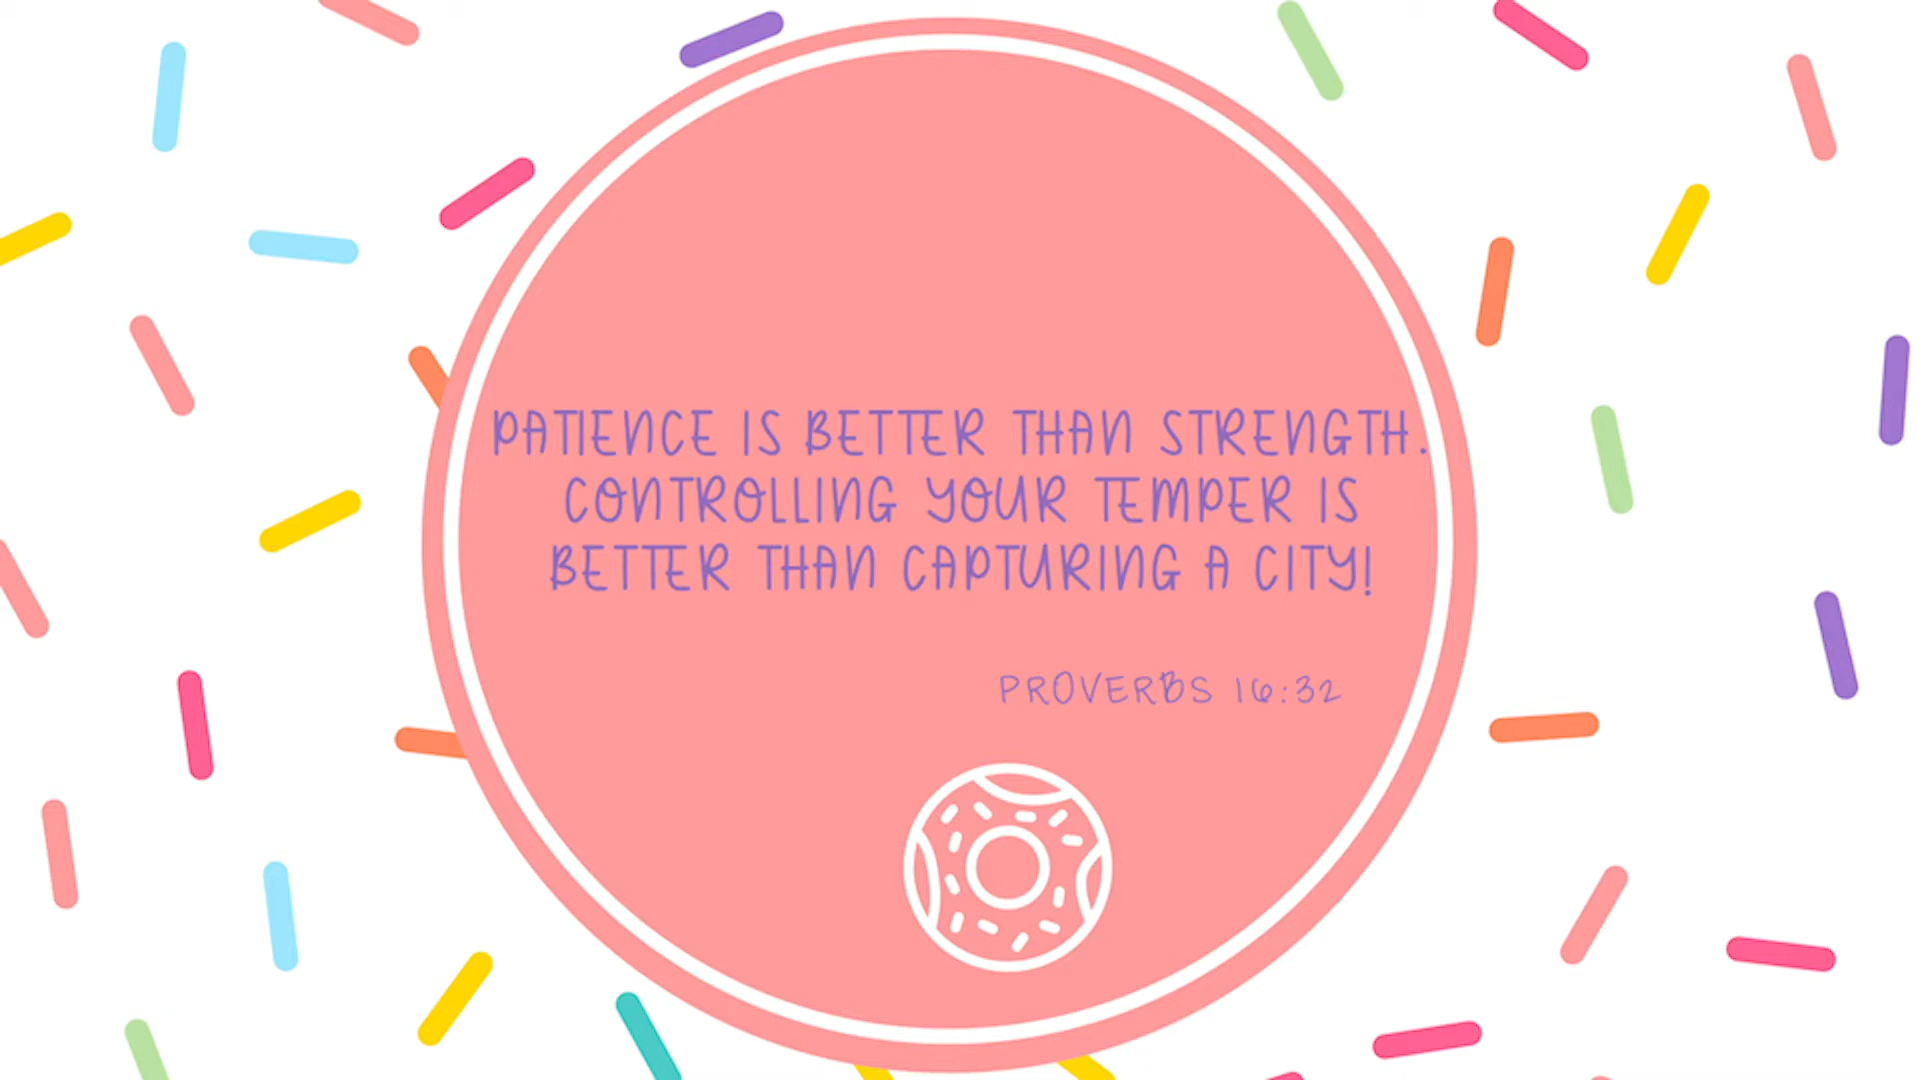 PATIENCE IS BETTER THAN STRENGTH.
CONTROLLING YOUR TEMPER IS
BETTER THAN CAPTURING A CITY!
PROVERBS 16:32